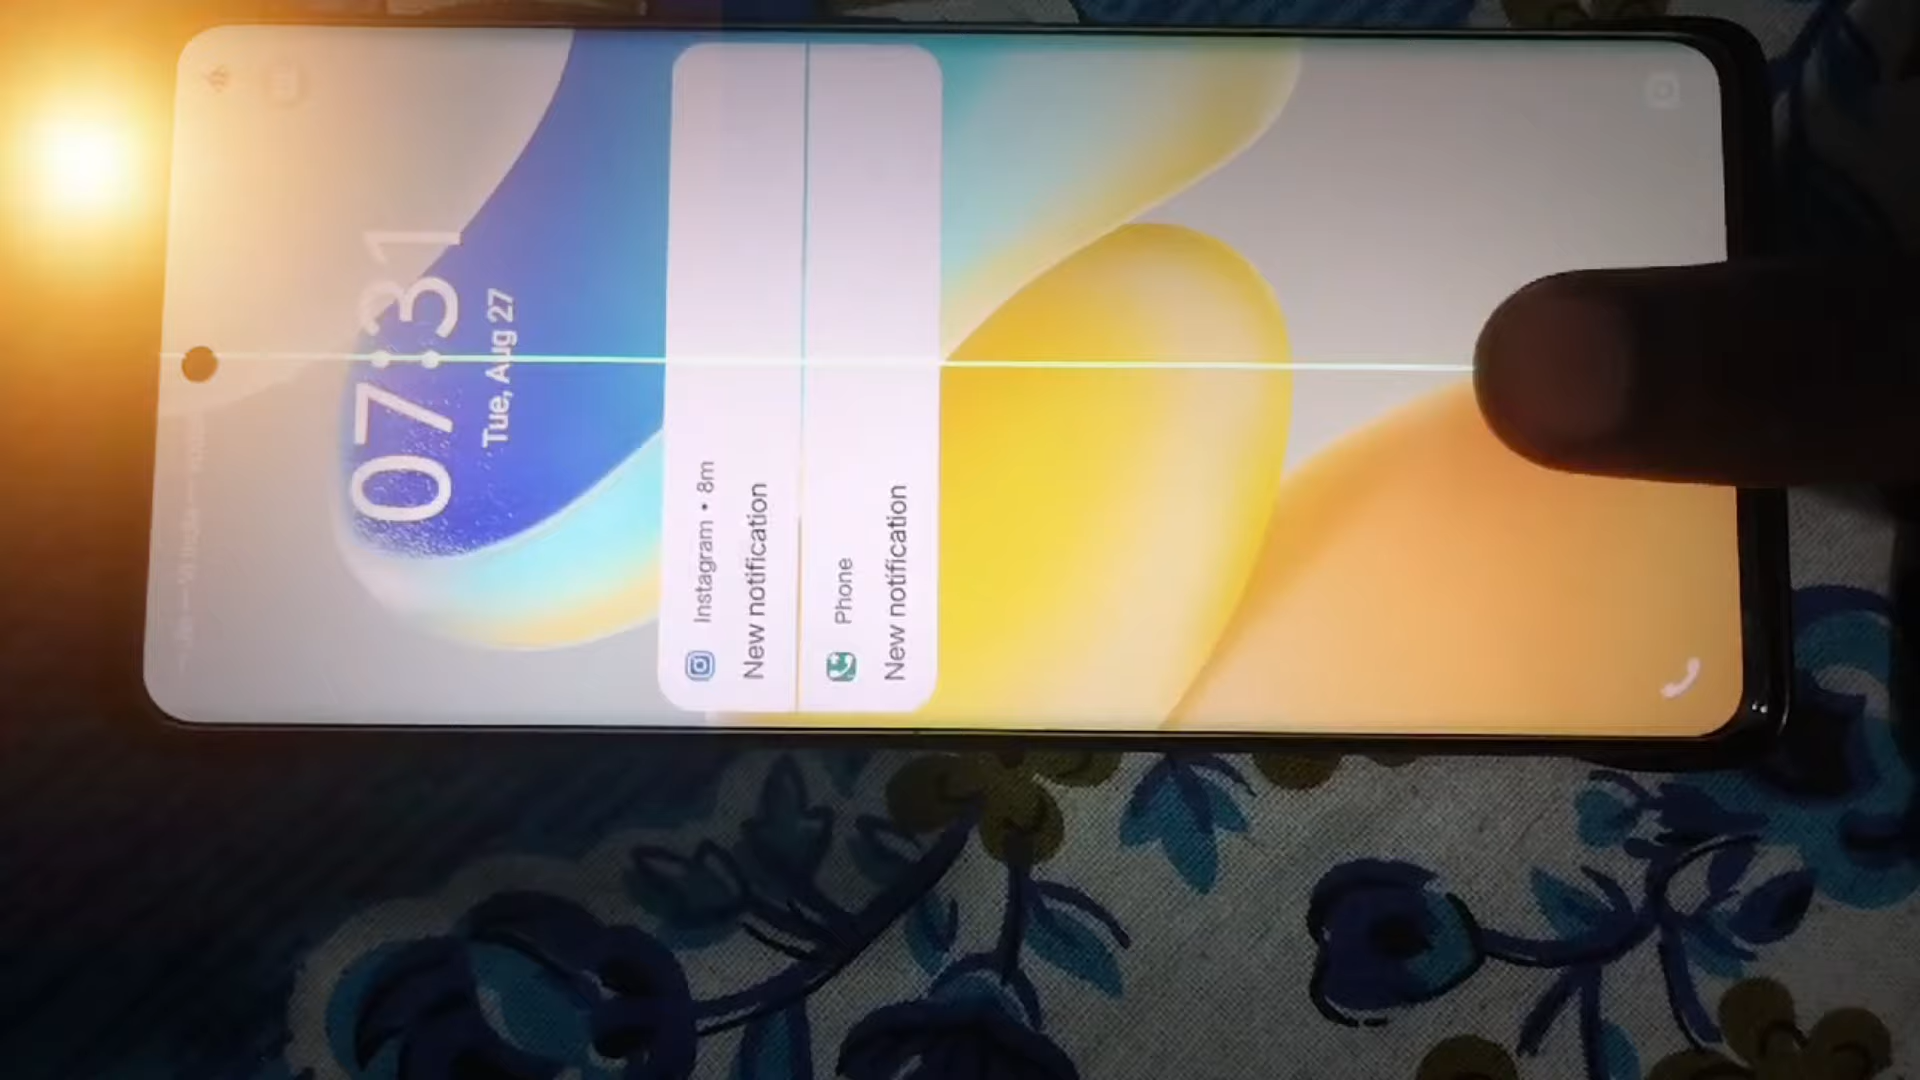 07:31
Tue, Aug 27
Instagram • 8m
New notification
Phone
New notification